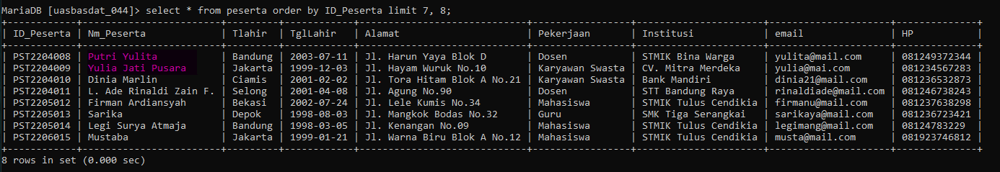 MariaDB [uasbasdat_044]> select * from peserta order by ID_Peserta limit 7, 8;
+------------+-------------------------+---------+------------+----------------------------+-----------------+-----------------------+--------------------+--------------+
| ID_Peserta | Nm_Peserta              | Tlahir  | TglLahir   | Alamat                     | Pekerjaan       | Institusi            | email              | HP           |
+------------+-------------------------+---------+------------+----------------------------+-----------------+-----------------------+--------------------+--------------+
| PST2204008 | Putri Yulita            | Bandung | 2003-07-11 | Jl. Harun Yaya Blok D      | Dosen           | STMIK Bina Warga     | yulita@mail.com    | 081249372344 |
| PST2204009 | Yulia Jati Pusara       | Jakarta | 1999-12-03 | Jl. Hayam Wuruk No.10      | Karyawan Swasta | CV. Mitra Merdeka    | yulia@mai.com      | 081234567283 |
| PST2204010 | Dinia Marlin            | Ciamis  | 2001-02-02 | Jl. Tora Hitam Blok A No.21 | Karyawan Swasta | Bank Mandiri         | dinia21@mail.com   | 081236532873 |
| PST2204011 | L. Ade Rinaldi Zain F. | Selong  | 2001-04-08 | Jl. Agung No.90            | Dosen           | STT Bandung Raya     | rinaldiade@mail.com | 081246738243 |
| PST2205012 | Firman Ardiansyah       | Bekasi  | 2002-07-24 | Jl. Lele Kumis No.34       | Mahasiswa       | STMIK Tulus Cendikia | firmanu@mail.com   | 081237638298 |
| PST2205013 | Sarika                  | Depok   | 1998-08-03 | Jl. Mangkok Bodas No.32    | Guru            | SMK Tiga Serangkai   | sarikaya@mail.com  | 081236723421 |
| PST2205014 | Legi Surya Atmaja       | Bandung | 1998-03-05 | Jl. Kenangan No.09         | Mahasiswa       | STMIK Tulus Cendikia | legimang@mail.com  | 08124783229  |
| PST2206015 | Mustaba                 | Jakarta | 1999-01-21 | Jl. Warna Biru Blok A No.12 | Mahasiswa       | STMIK Tulus Cendikia | musta@mail.com     | 081923746812 |
+------------+-------------------------+---------+------------+----------------------------+-----------------+-----------------------+--------------------+--------------+
8 rows in set (0.000 sec)